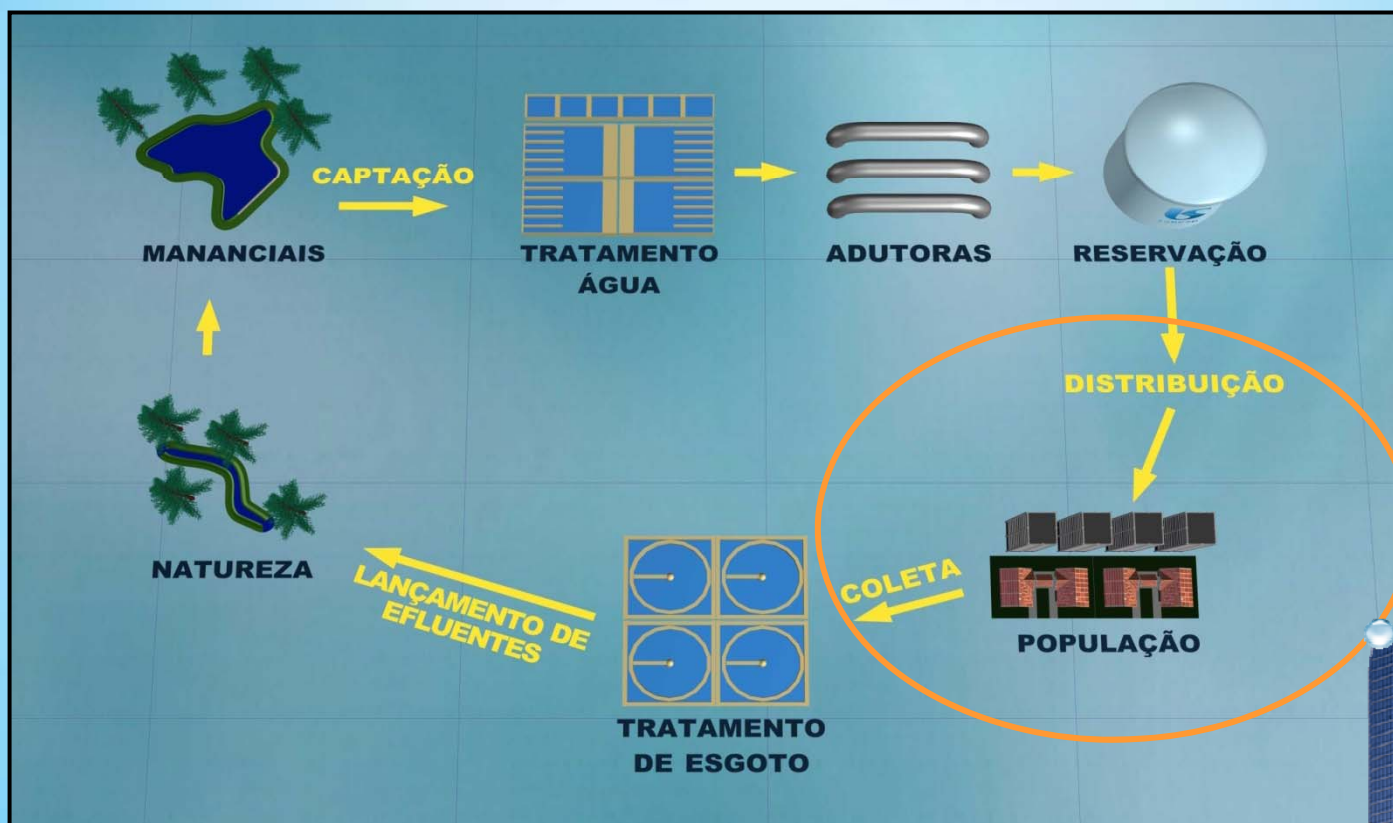 CAPTAÇÃO
MANANCIAIS
TRATAMENTO
ÁGUA
ADUTORAS
RESERVAÇÃO
DISTRIBUIÇÃO
POPULAÇÃO
COLETA
TRATAMENTO
DE ESGOTO
LANÇAMENTO DE
EFLUENTES
NATUREZA